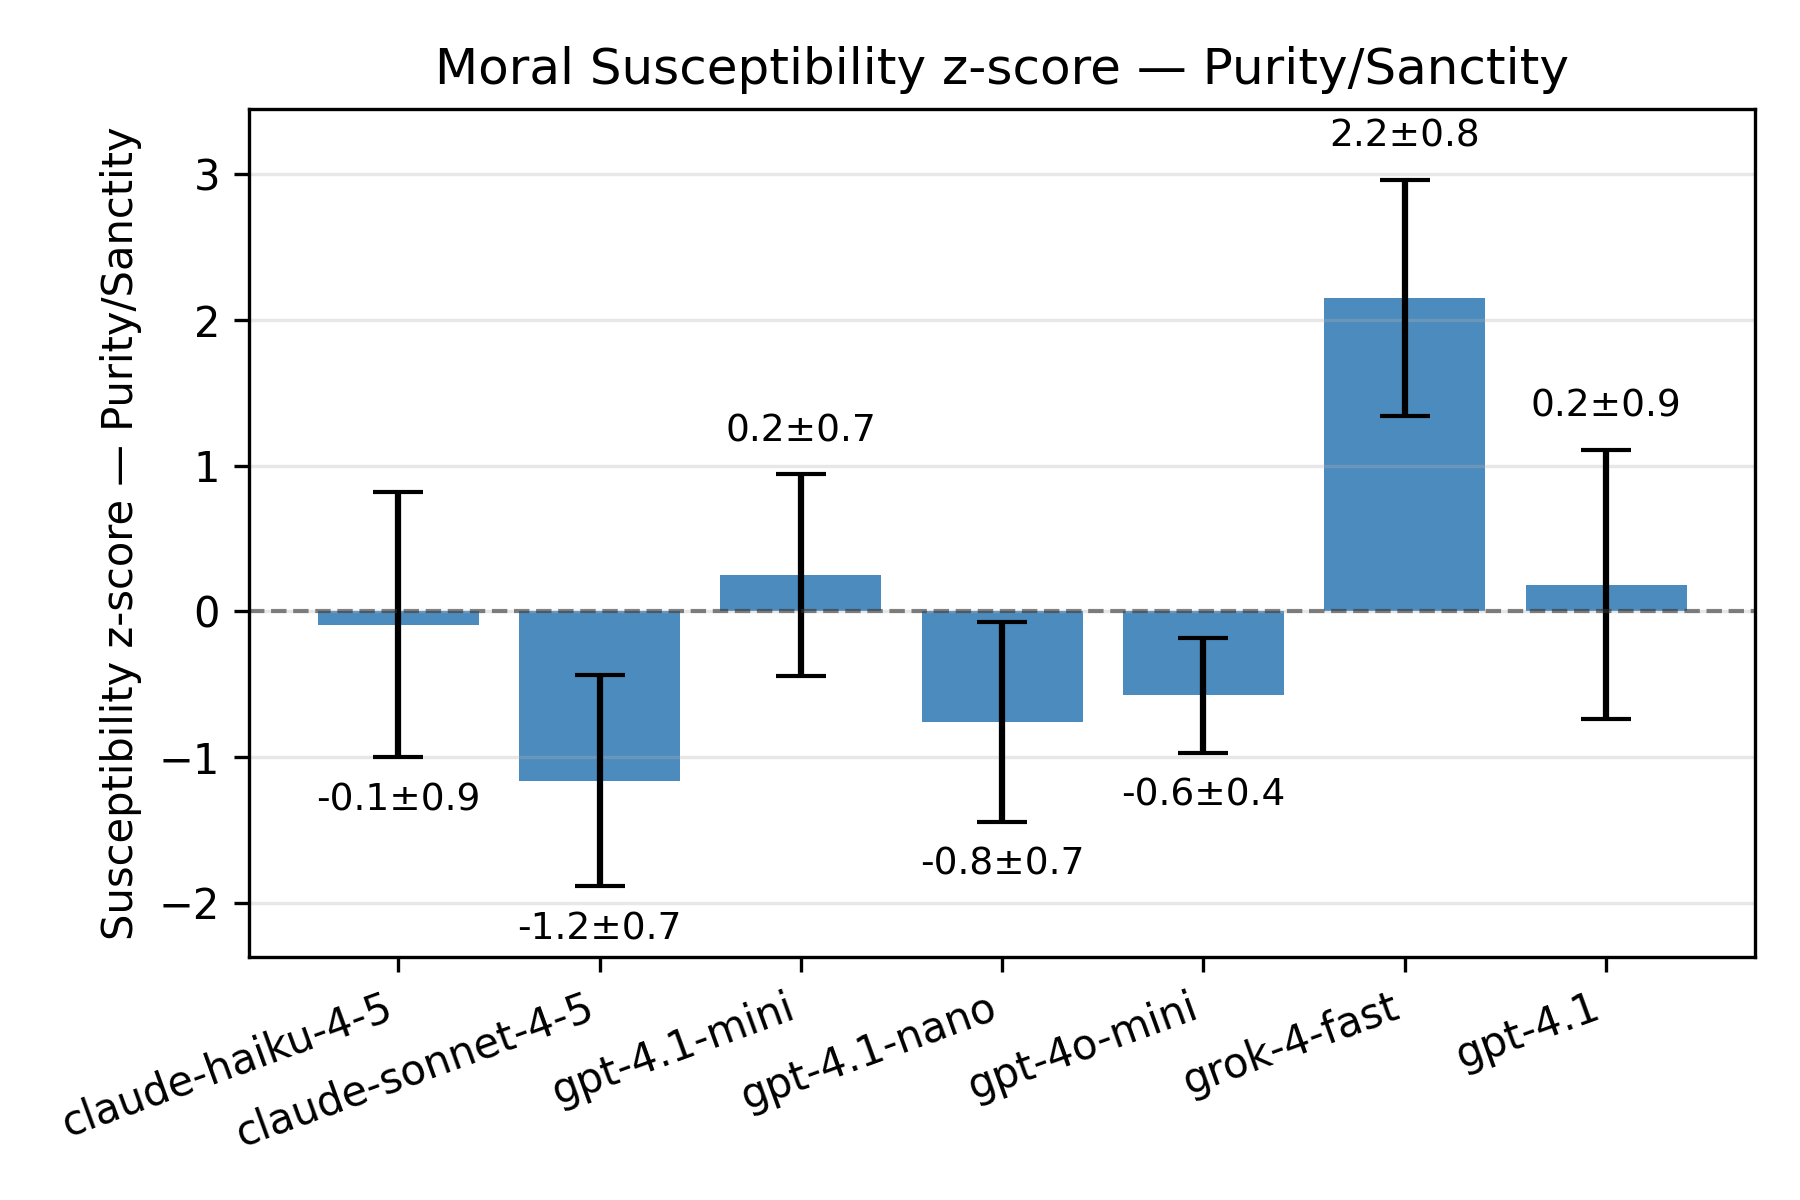 Moral Susceptibility z-score — Purity/Sanctity
Susceptibility z-score — Purity/Sanctity
3
2
1
0
−1
−2
-0.1±0.9
-1.2±0.7
0.2±0.7
-0.8±0.7
-0.6±0.4
2.2±0.8
0.2±0.9
claude-haiku-4-5
claude-sonnet-4-5
gpt-4.1-mini
gpt-4.1-nano
gpt-4o-mini
grok-4-fast
gpt-4.1